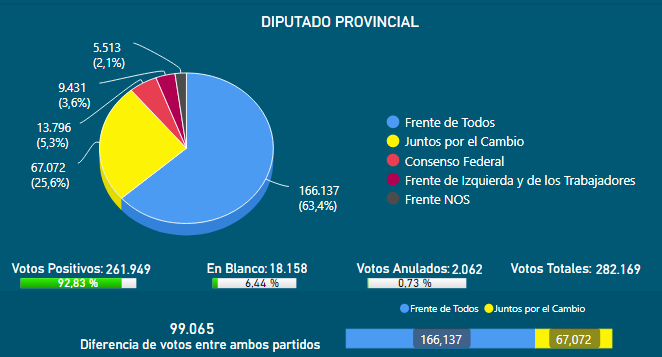 DIPUTADO PROVINCIAL
5.513
(2,1%)
9.431
(3,6%)
13.796
(5,3%)
67.072
(25,6%)
166.137
(63,4%)
Frente de Todos
Juntos por el Cambio
Consenso Federal
Frente de Izquierda y de los Trabajadores
Frente NOS
Votos Positivos: 261.949
92,83 %
En Blanco: 18.158
6,44 %
Votos Anulados: 2.062
0,73 %
Votos Totales: 282.169
99.065
Diferencia de votos entre ambos partidos
Frente de Todos Juntos por el Cambio
166,137 67,072